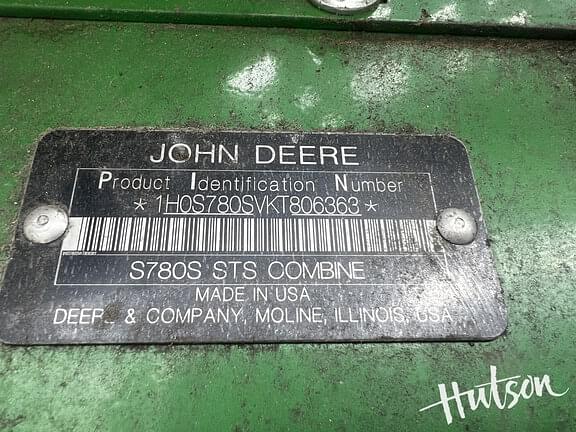 JOHN DEERE
Product Identification Number
* 1H0S780SVKT806363 *
S780S STS COMBINE
MADE IN USA
DEERE & COMPANY, MOLINE, ILLINOIS, USA
Hutson